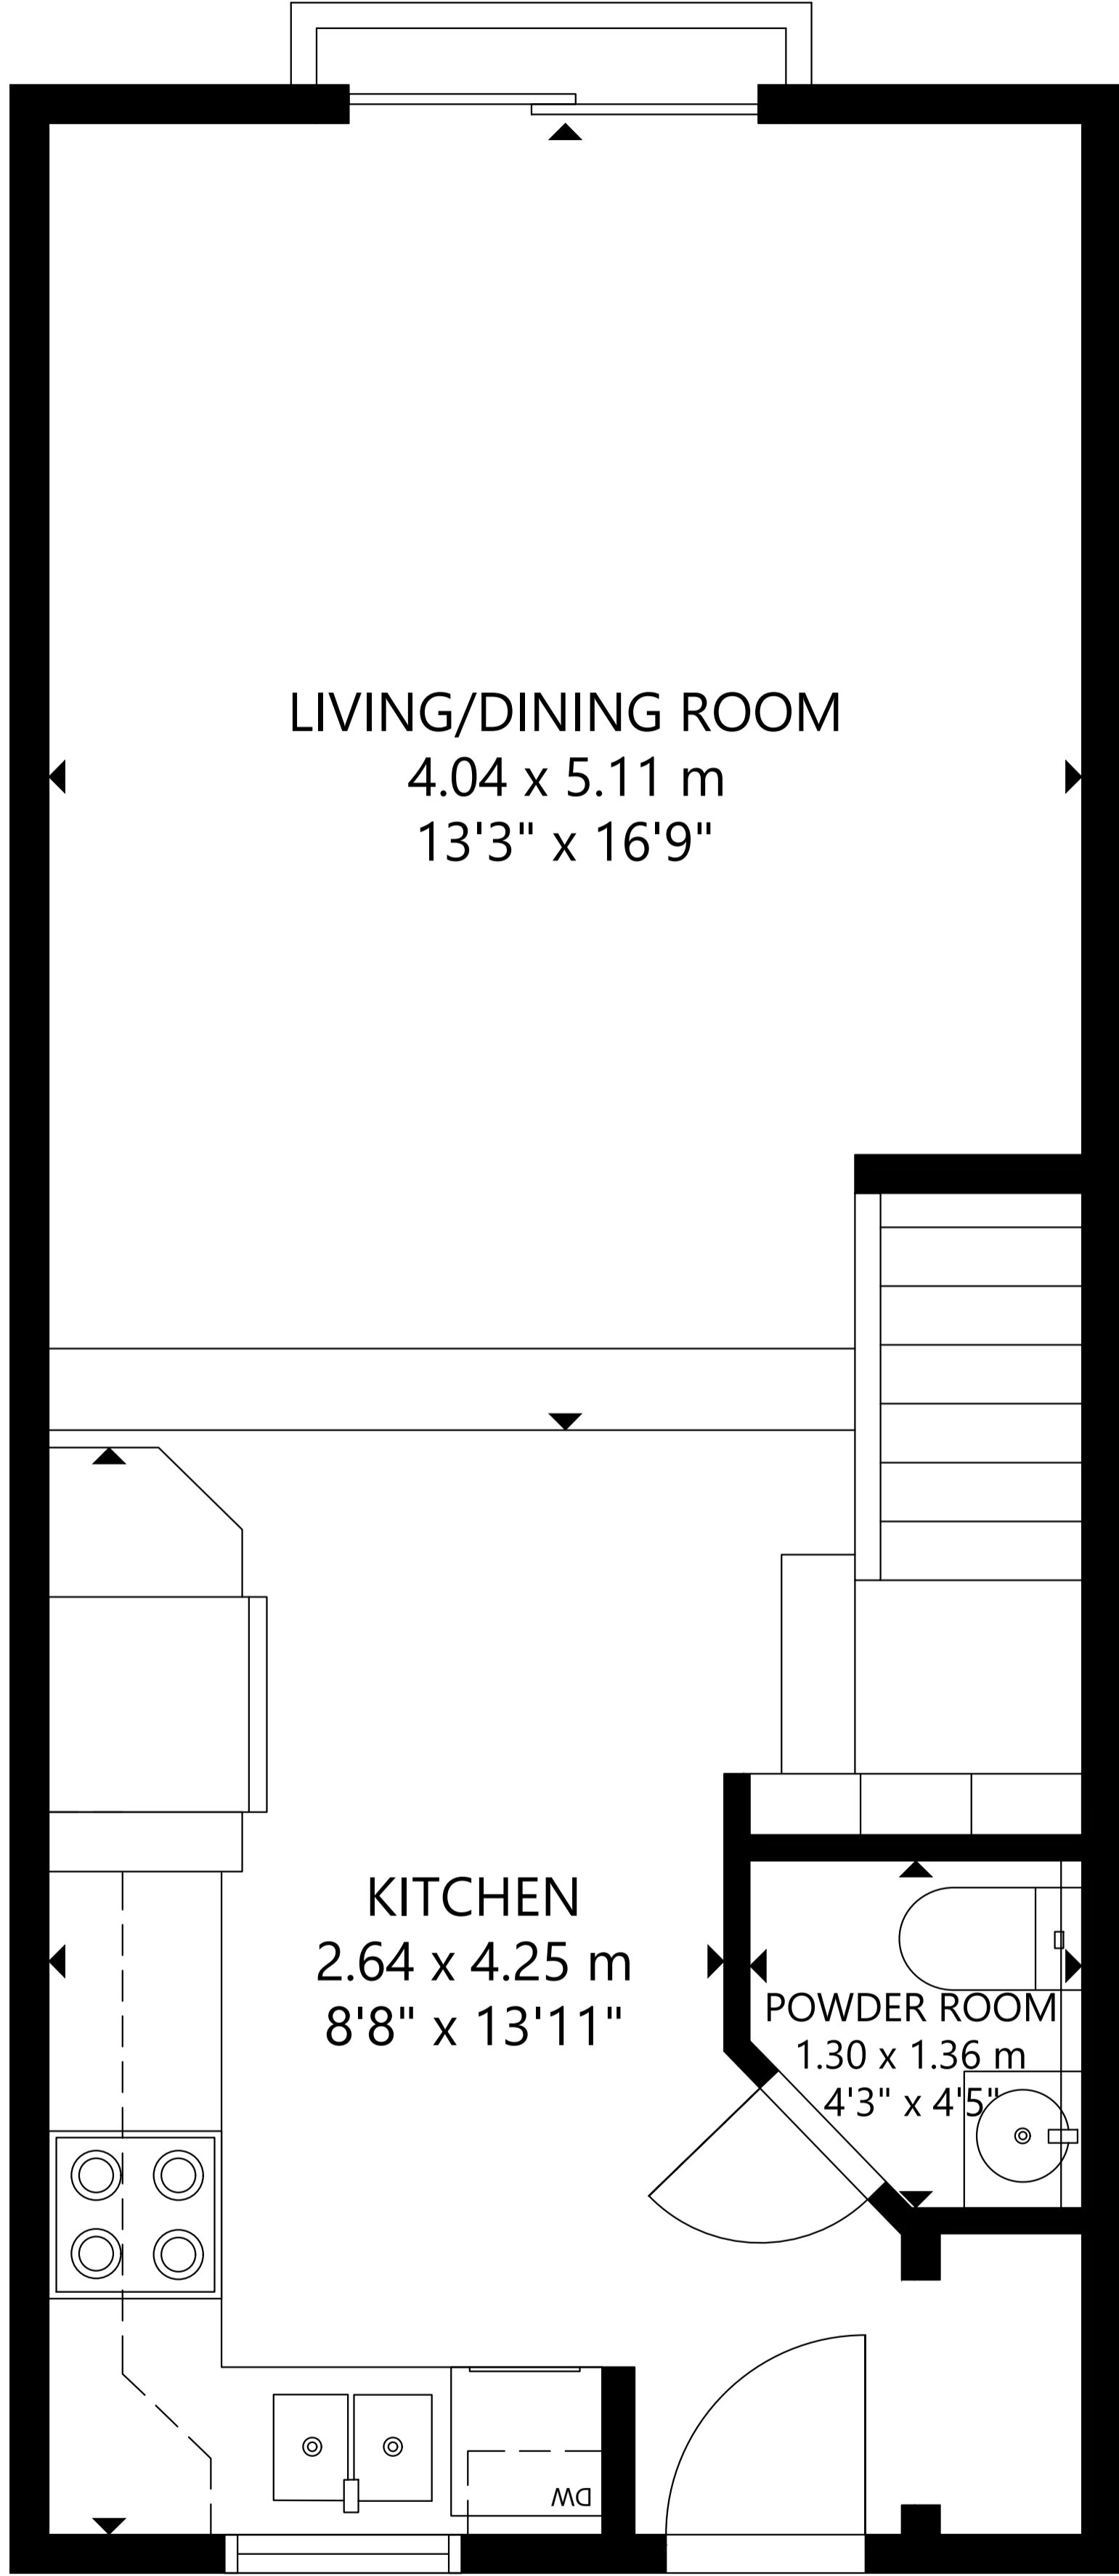 LIVING/DINING ROOM
4.04 x 5.11 m
13'3" x 16'9"
KITCHEN
2.64 x 4.25 m
8'8" x 13'11"
POWDER ROOM
1.30 x 1.36 m
4'3" x 4'5"
DW